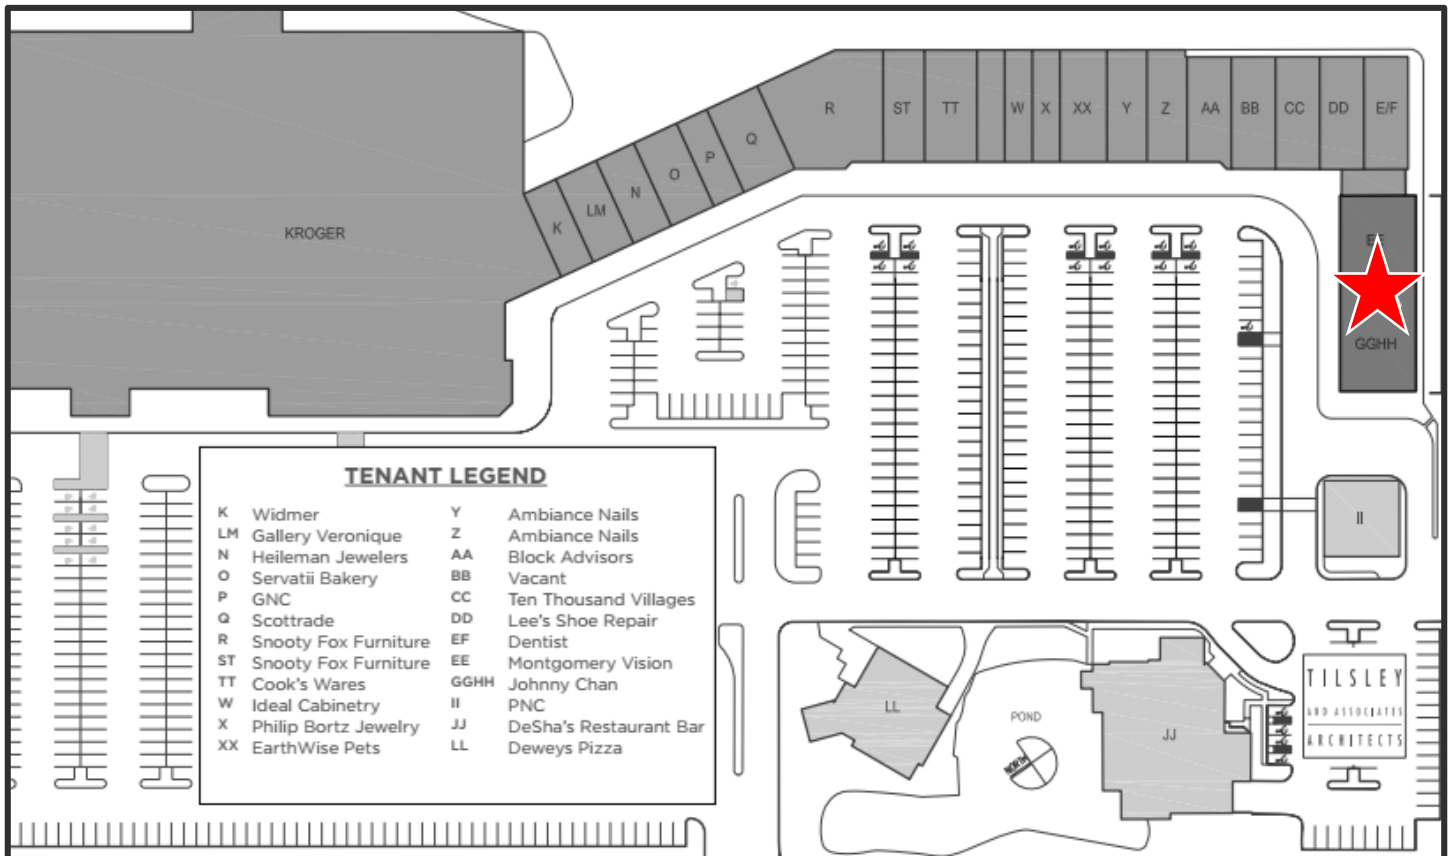 R
ST
TT
W
X
XX
Y
Z
AA
BB
CC
DD
E/F
Q
P
O
N
LM
K
KROGER
GGHH
II
TENANT LEGEND
K Widmer
LM Gallery Veronique
N Heileman Jewelers
O Servatii Bakery
P GNC
Q Scottrade
R Snooty Fox Furniture
ST Snooty Fox Furniture
TT Cook's Wares
W Ideal Cabinetry
X Philip Bortz Jewelry
XX EarthWise Pets
Y Ambiance Nails
Z Ambiance Nails
AA Block Advisors
BB Vacant
CC Ten Thousand Villages
DD Lee's Shoe Repair
EF Dentist
EE Montgomery Vision
GGHH Johnny Chan
II PNC
JJ DeSha's Restaurant Bar
LL Deweys Pizza
LL
POND
NORTH
JJ
TILSLEY
AND ASSOCIATES
ARCHITECTS